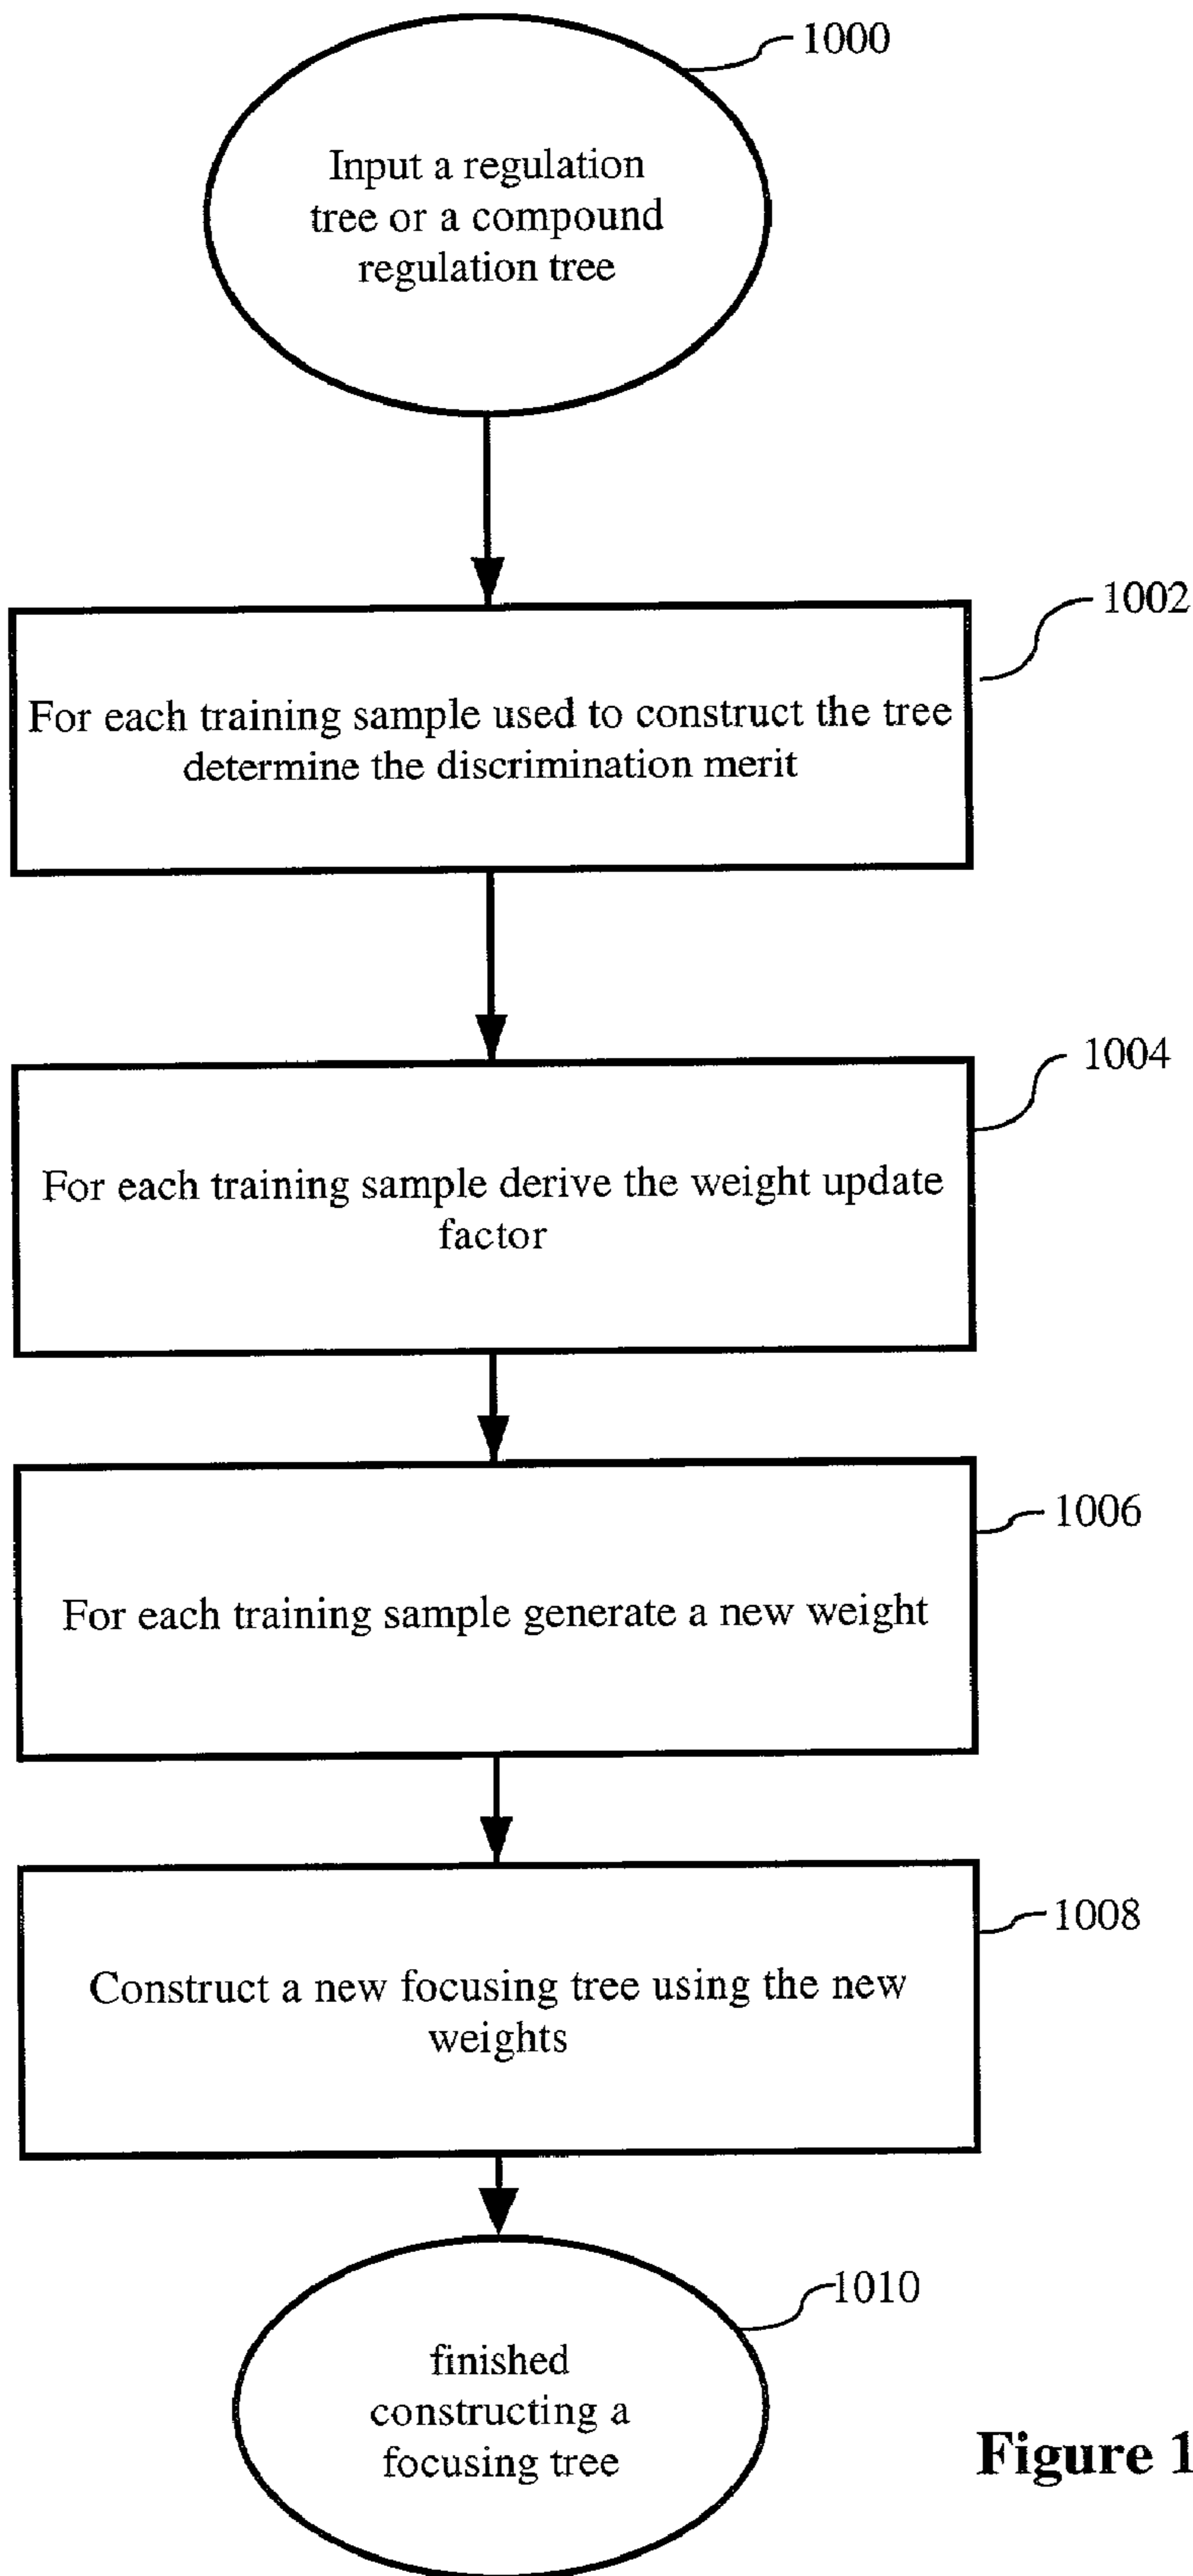 1000
Input a regulation
tree or a compound
regulation tree
1002
For each training sample used to construct the tree
determine the discrimination merit
1004
For each training sample derive the weight update
factor
1006
For each training sample generate a new weight
1008
Construct a new focusing tree using the new
weights
1010
finished
constructing a
focusing tree
Figure 1